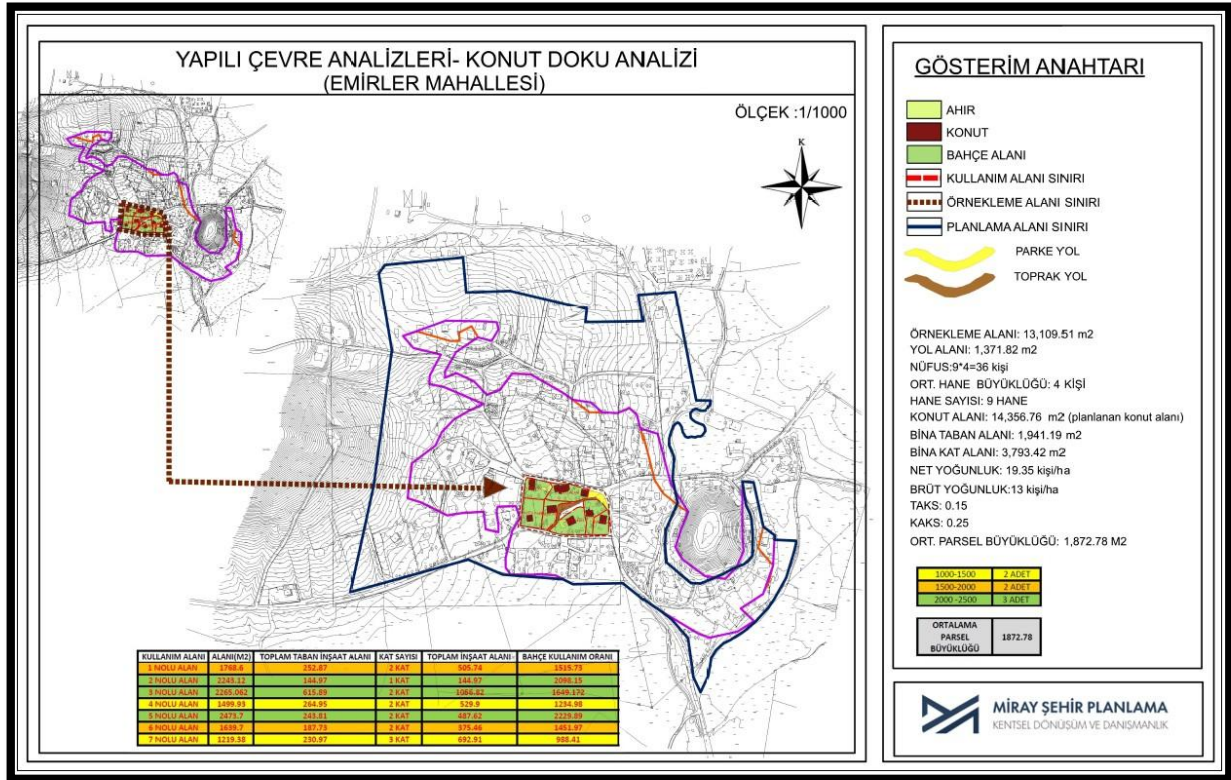 YAPILI ÇEVRE ANALİZLERİ- KONUT DOKU ANALİZİ
(EMİRLER MAHALLESİ)
ÖLÇEK :1/1000
K
KULLANIM ALANI ALANI(M2) TOPLAM TABAN İNŞAAT ALANI KAT SAYISI TOPLAM İNŞAAT ALANI BAHÇE KULLANIM ORANI
1 NOLU ALAN 1768.6 252.87 2 KAT 505.74 1515.73
2 NOLU ALAN 2243.12 144.97 1 KAT 144.97 2098.15
3 NOLU ALAN 2265.062 615.89 2 KAT 1066.82 1649.172
4 NOLU ALAN 1499.93 264.95 2 KAT 529.9 1234.98
5 NOLU ALAN 2473.7 243.81 2 KAT 487.62 2229.89
6 NOLU ALAN 1639.7 187.73 2 KAT 375.46 1451.97
7 NOLU ALAN 1219.38 230.97 3 KAT 692.91 988.41
GÖSTERİM ANAHTARI
AHIR
KONUT
BAHÇE ALANI
KULLANIM ALANI SINIRI
ÖRNEKLEME ALANI SINIRI
PLANLAMA ALANI SINIRI
PARKE YOL
TOPRAK YOL
ÖRNEKLEME ALANI: 13,109.51 m2
YOL ALANI: 1,371.82 m2
NÜFUS:9*4=36 kişi
ORT. HANE BÜYÜKLÜĞÜ: 4 KİŞİ
HANE SAYISI: 9 HANE
KONUT ALANI: 14,356.76 m2 (planlanan konut alanı)
BİNA TABAN ALANI: 1,941.19 m2
BİNA KAT ALANI: 3,793.42 m2
NET YOĞUNLUK: 19.35 kişi/ha
BRÜT YOĞUNLUK:13 kişi/ha
TAKS: 0.15
KAKS: 0.25
ORT. PARSEL BÜYÜKLÜĞÜ: 1,872.78 M2
1000-1500 2 ADET
1500-2000 2 ADET
2000 -2500 3 ADET
ORTALAMA
PARSEL 1872.78
BÜYÜKLÜĞÜ
MİRAY ŞEHİR PLANLAMA
KENTSEL DÖNÜŞÜM VE DANIŞMANLIK